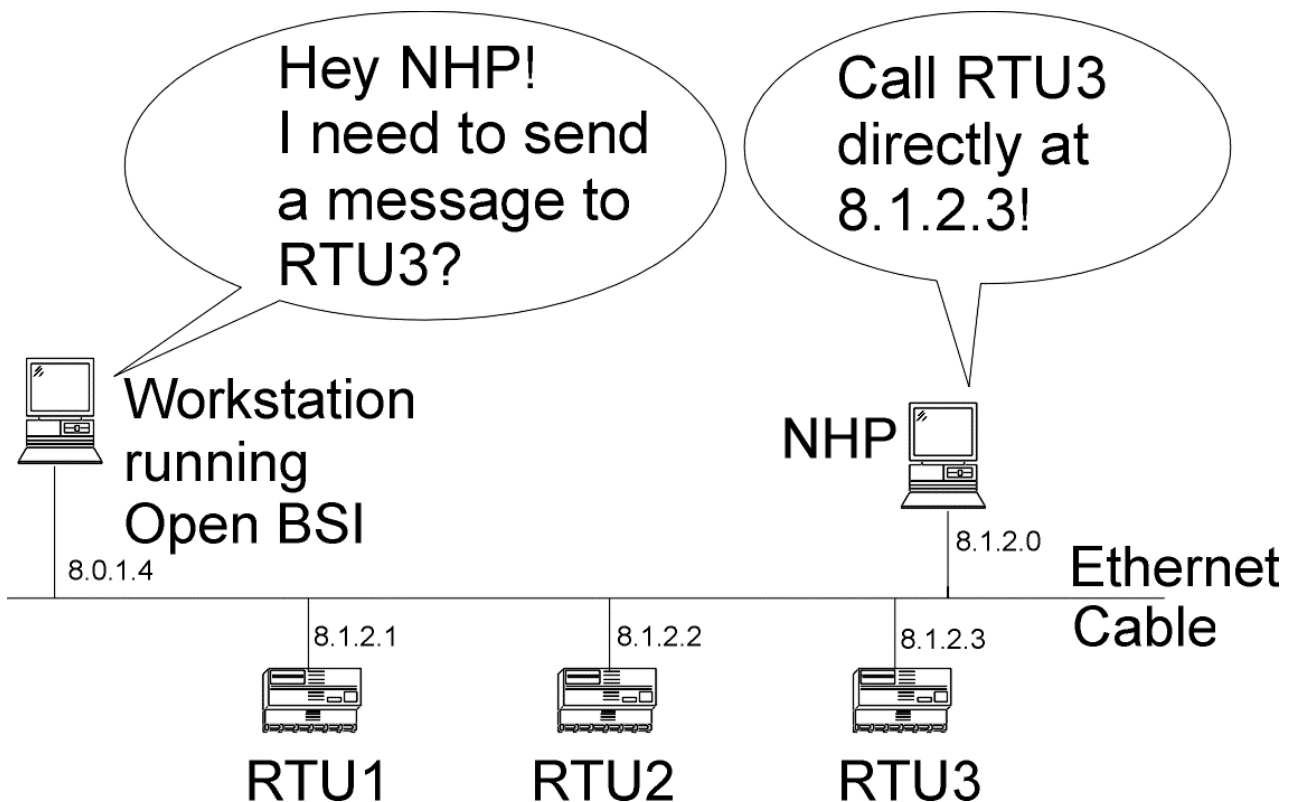 Hey NHP!
I need to send
a message to
RTU3?
Call RTU3
directly at
8.1.2.3!
Workstation
running
Open BSI
NHP
8.0.1.4
8.1.2.0
Ethernet
Cable
8.1.2.1
8.1.2.2
8.1.2.3
RTU1
RTU2
RTU3